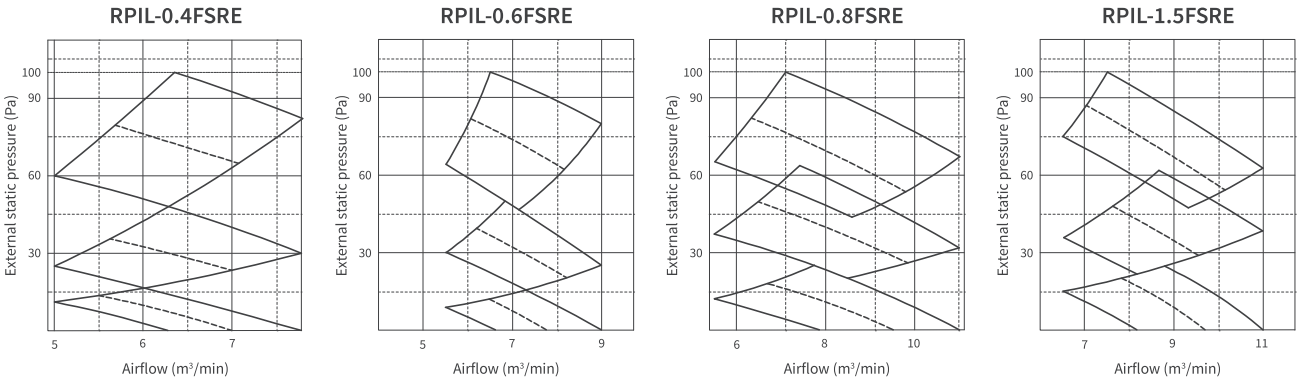 RPIL-0.4FSRE
External static pressure (Pa)
100
90
60
30
5
6
7
Airflow (m³/min)
RPIL-0.6FSRE
External static pressure (Pa)
100
90
60
30
5
7
9
Airflow (m³/min)
RPIL-0.8FSRE
External static pressure (Pa)
100
90
60
30
6
8
10
Airflow (m³/min)
RPIL-1.5FSRE
External static pressure (Pa)
100
90
60
30
7
9
11
Airflow (m³/min)